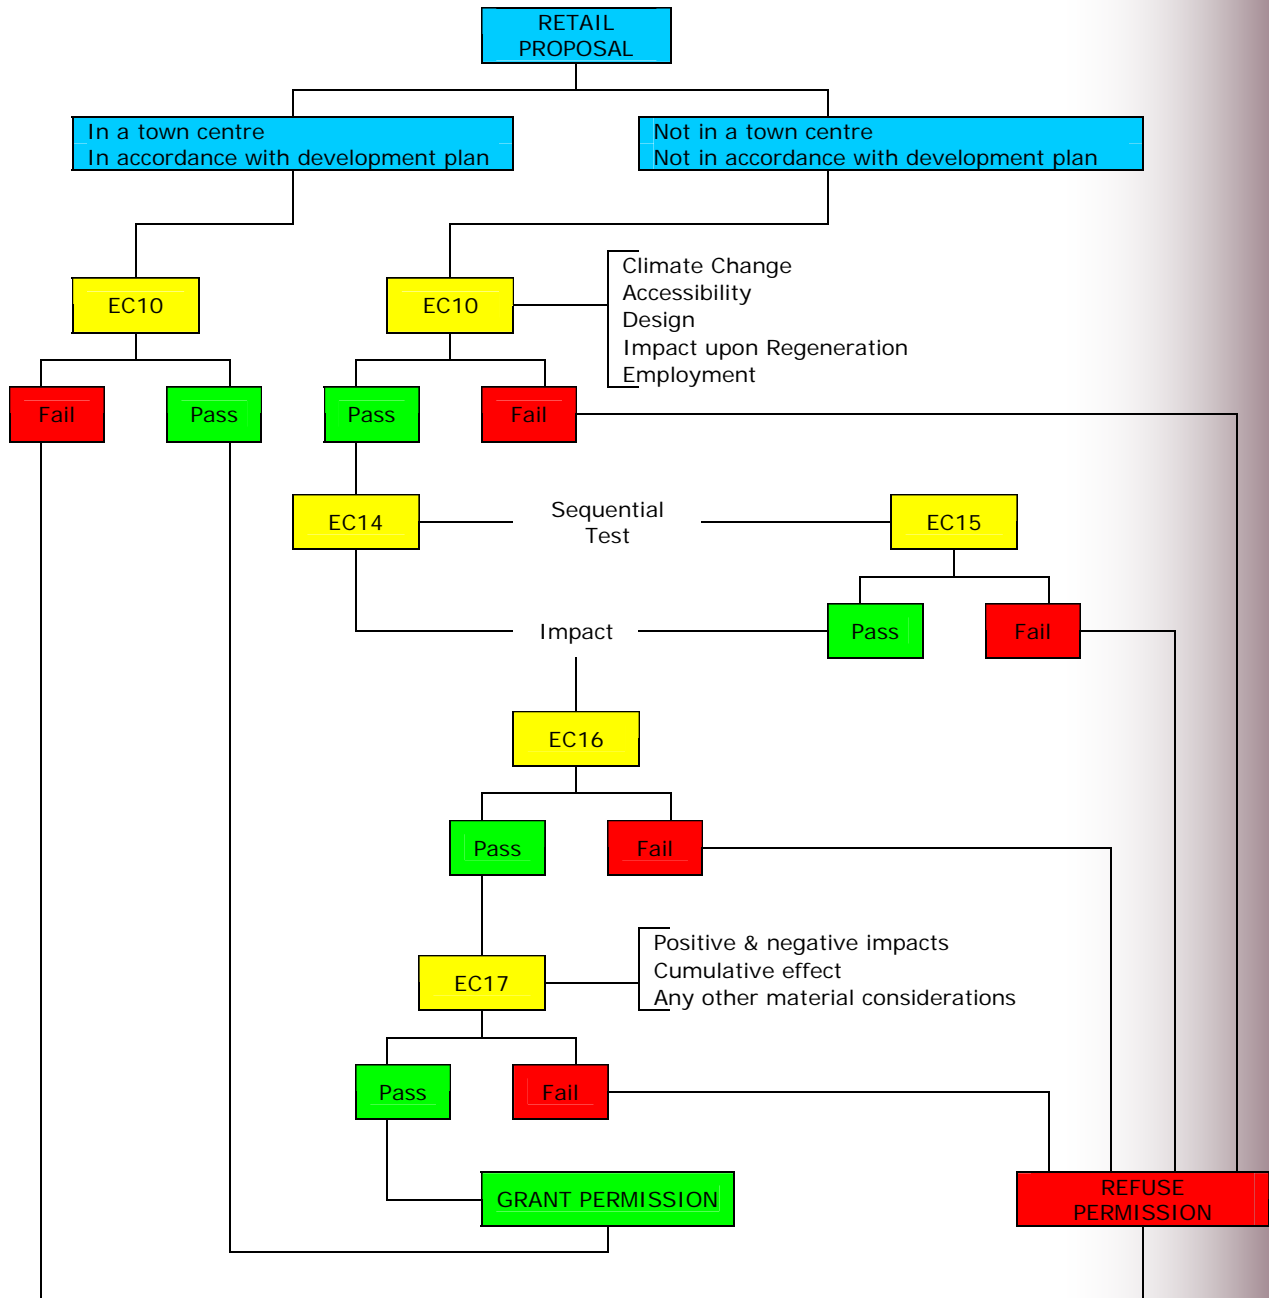 RETAIL
PROPOSAL
In a town centre
In accordance with development plan
Not in a town centre
Not in accordance with development plan
EC10
EC10
Climate Change
Accessibility
Design
Impact upon Regeneration
Employment
Fail
Pass
Pass
Fail
EC14
Sequential
Test
EC15
Impact
Pass
Fail
EC16
Pass
Fail
EC17
Positive & negative impacts
Cumulative effect
Any other material considerations
Pass
Fail
GRANT PERMISSION
REFUSE
PERMISSION